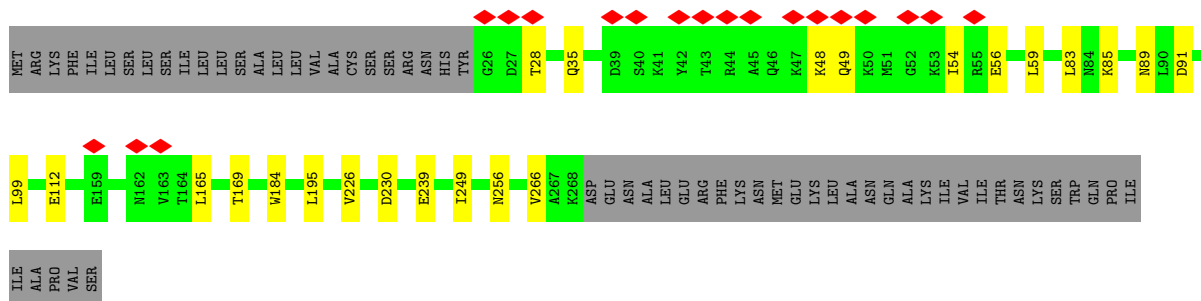 MET ARG LYS PHE ILE LEU SER LEU SER ILE LEU LEU SER ALA LEU LEU VAL ALA CYS SER SER ARG ASN HIS TYR G26 D27 T28 Q35 D39 S40 K41 Y42 T43 R44 A45 Q46 K47 K48 Q49 K50 M51 G52 K53 I54 R55 E56 L59 L83 N84 K85 N89 L90 D91
L99 E112 E159 N162 V163 T164 L165 T169 W184 L195 V226 D230 E239 I249 N256 V266 A267 K268 ASP GLU ASN ALA LEU GLU ARG PHE LYS ASN MET GLU LYS LEU ALA ASN GLN ALA LYS ILE VAL ILE THR ASN LYS SER TRP GLN PRO ILE
ILE ALA PRO VAL SER